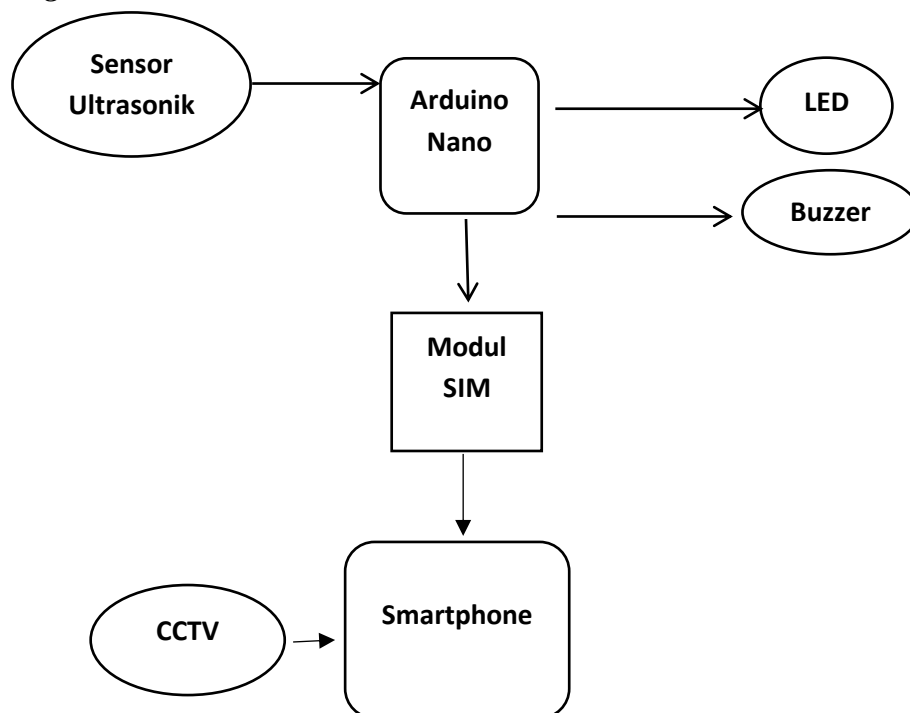 Sensor
Ultrasonik
Arduino
Nano
LED
Buzzer
Modul
SIM
Smartphone
CCTV